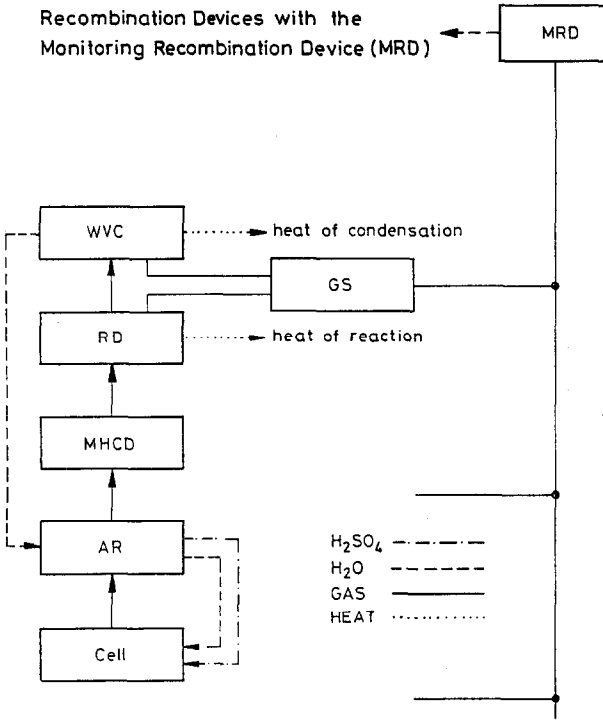 Recombination Devices with the
Monitoring Recombination Device (MRD)
MRD
WVC
heat of condensation
GS
RD
heat of reaction
MHCD
AR
H₂SO₄
H₂O
GAS
HEAT
Cell